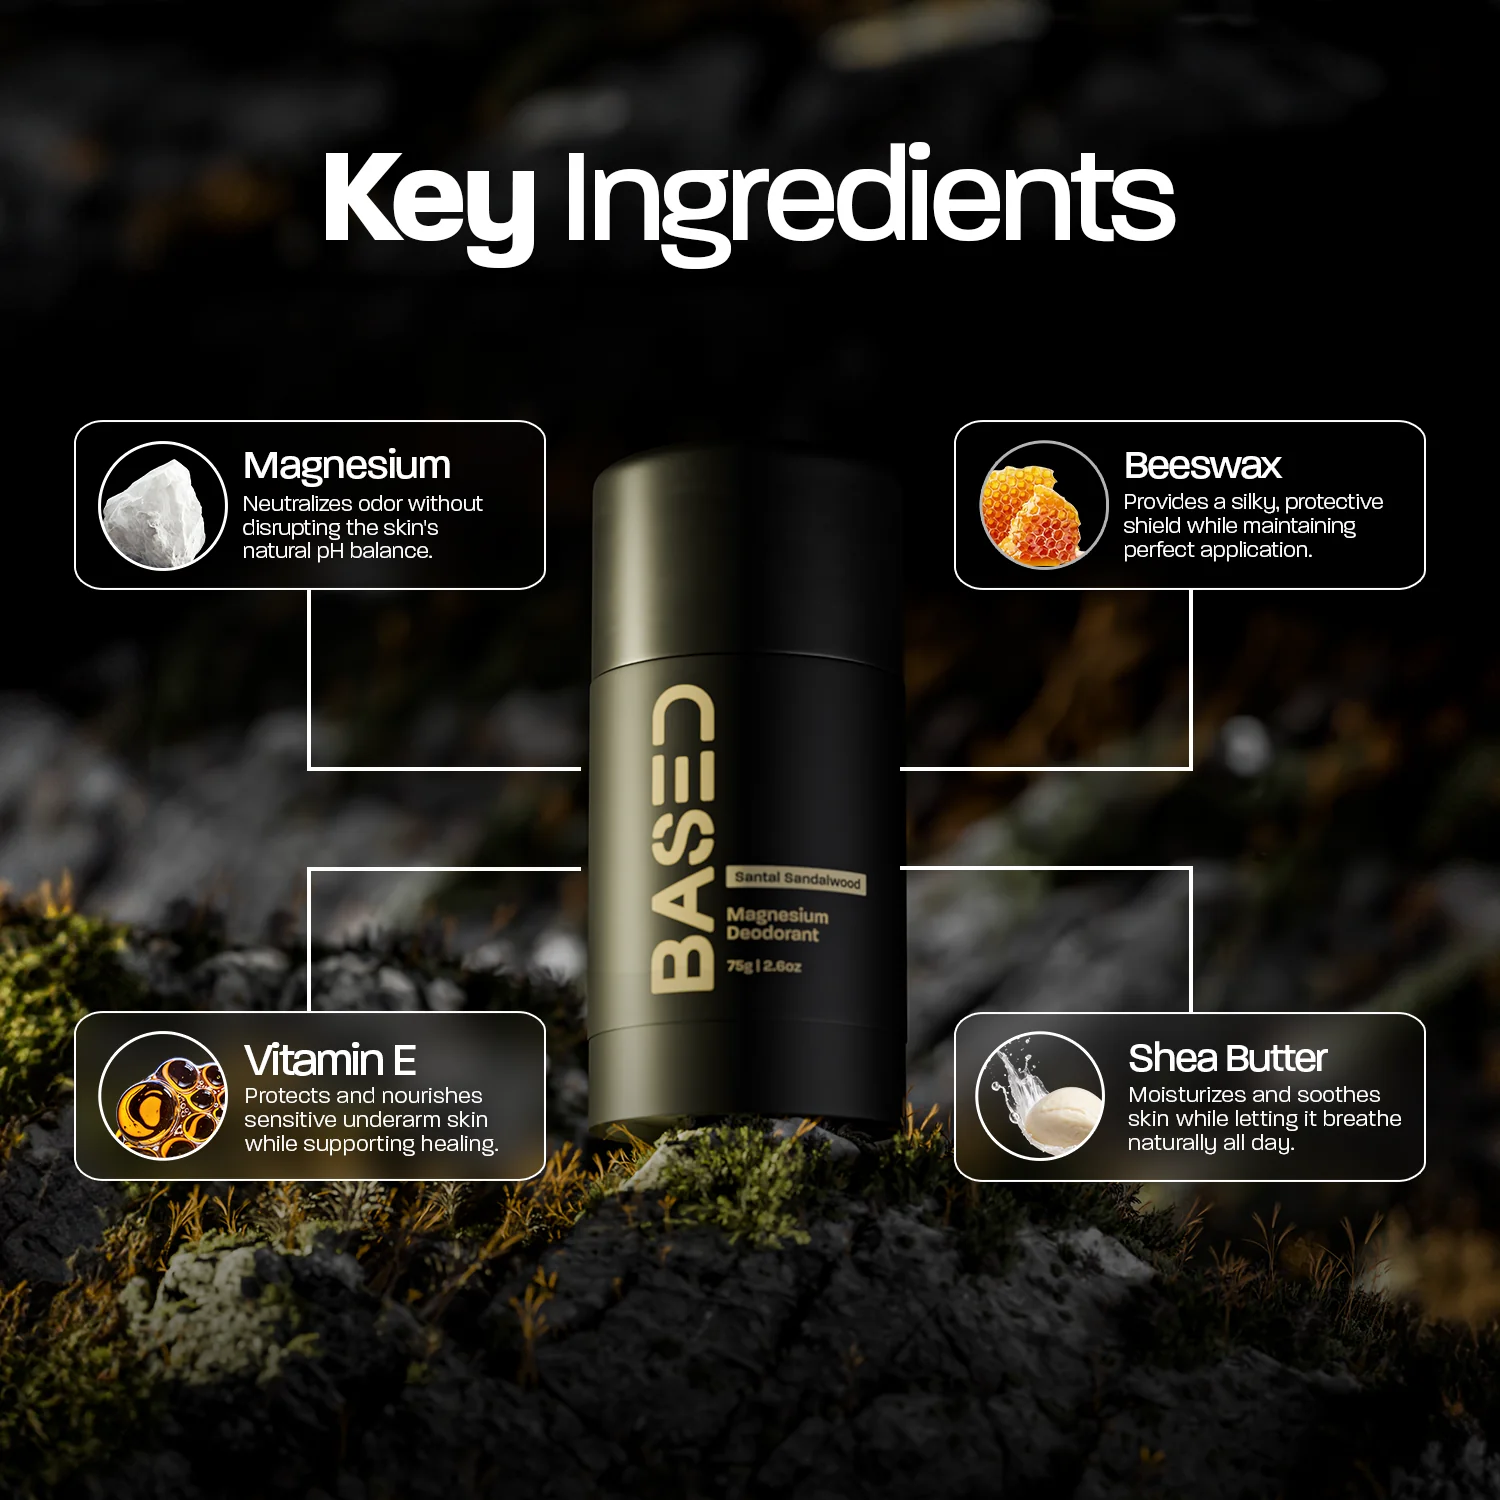 Key Ingredients
Magnesium
Neutralizes odor without
disrupting the skin's
natural pH balance.
Beeswax
Provides a silky, protective
shield while maintaining
perfect application.
BASED
Santal Sandalwood
Magnesium
Deodorant
75g | 2.6oz
Vitamin E
Protects and nourishes
sensitive underarm skin
while supporting healing.
Shea Butter
Moisturizes and soothes
skin while letting it breathe
naturally all day.